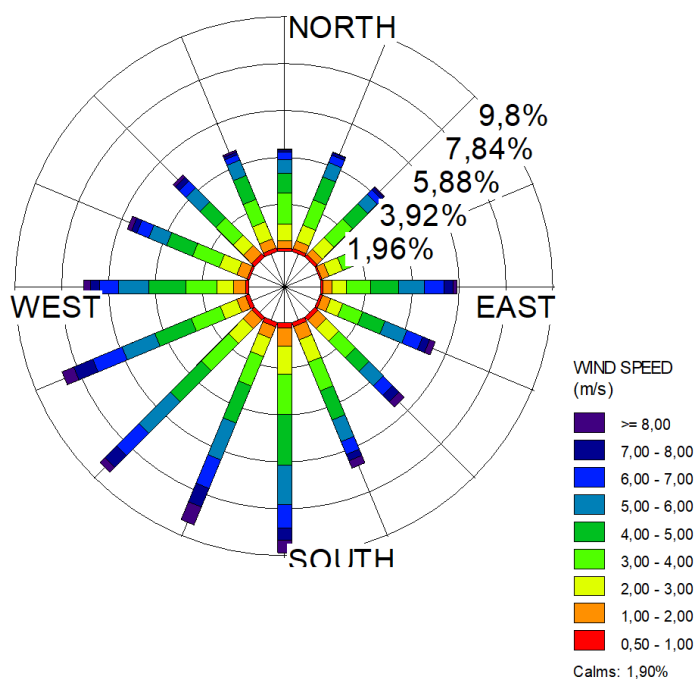 NORTH
9,8%
7,84%
5,88%
3,92%
1,96%
WEST
EAST
SOUTH
WIND SPEED
(m/s)
>= 8,00
7,00 - 8,00
6,00 - 7,00
5,00 - 6,00
4,00 - 5,00
3,00 - 4,00
2,00 - 3,00
1,00 - 2,00
0,50 - 1,00
Calms: 1,90%